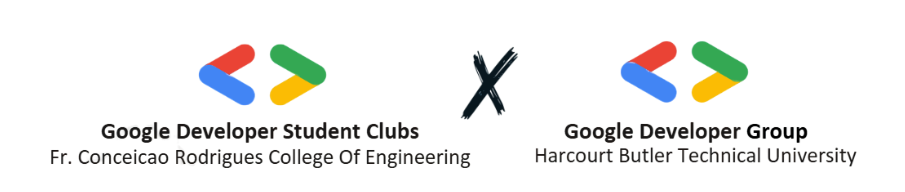 Google Developer Student Clubs
Fr. Conceicao Rodrigues College Of Engineering
X
Google Developer Group
Harcourt Butler Technical University